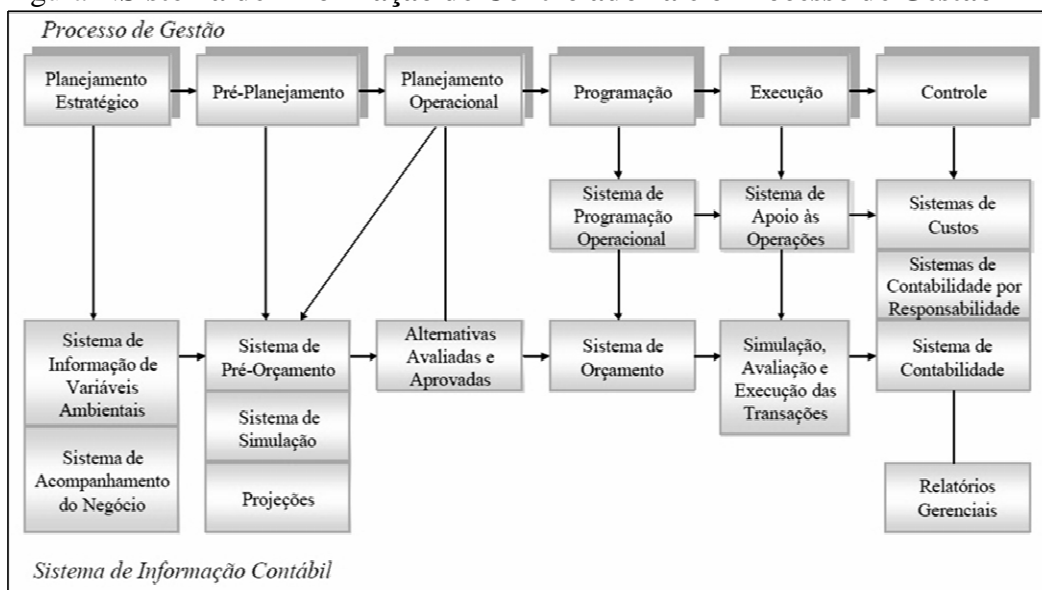 Processo de Gestão
Planejamento
Estratégico
Pré-Planejamento
Planejamento
Operacional
Programação
Execução
Controle
Sistema de
Programação
Operacional
Sistema de
Apoio às
Operações
Sistemas de
Custos
Sistemas de
Contabilidade por
Responsabilidade
Sistema de
Informação de
Variáveis
Ambientais
Sistema de
Pré-Orçamento
Alternativas
Avaliadas e
Aprovadas
Sistema de
Orçamento
Simulação,
Avaliação e
Execução das
Transações
Sistema de
Contabilidade
Sistema de
Acompanhamento
do Negócio
Sistema de
Simulação
Projeções
Relatórios
Gerenciais
Sistema de Informação Contábil